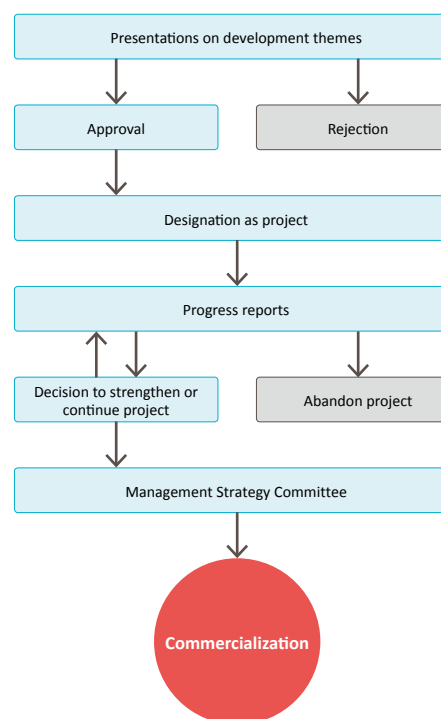 Presentations on development themes
Approval
Rejection
Designation as project
Progress reports
Decision to strengthen or
continue project
Abandon project
Management Strategy Committee
Commercialization